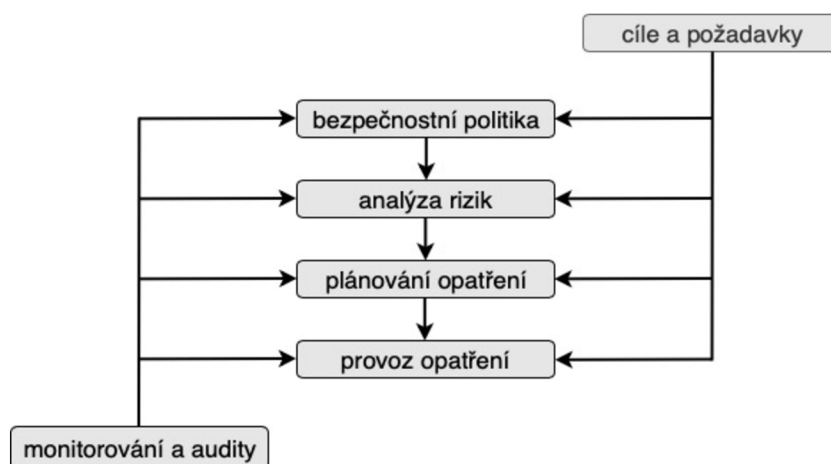 cíle a požadavky
bezpečnostní politika
analýza rizik
plánování opatření
provoz opatření
monitorování a audity